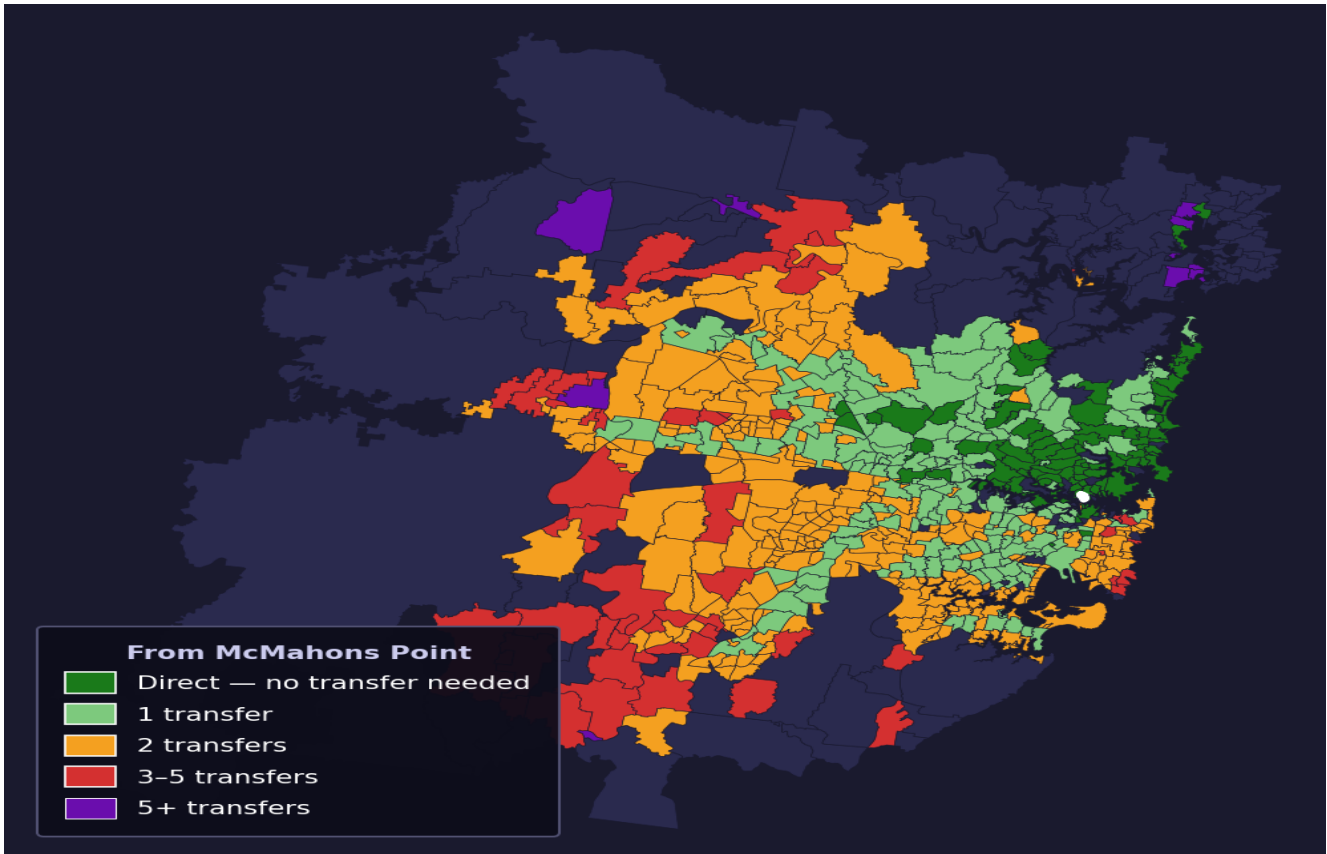 From McMahons Point
Direct — no transfer needed
1 transfer
2 transfers
3–5 transfers
5+ transfers